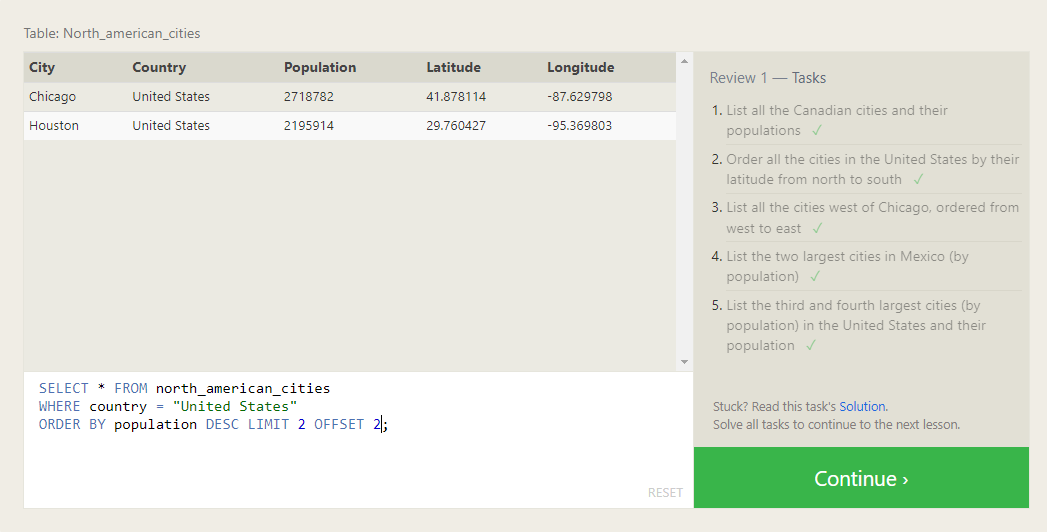 Table: North_american_cities
City Country Population Latitude Longitude
Chicago United States 2718782 41.878114 -87.629798
Houston United States 2195914 29.760427 -95.369803
SELECT * FROM north_american_cities
WHERE country = "United States"
ORDER BY population DESC LIMIT 2 OFFSET 2;
RESET
Review 1 — Tasks
1. List all the Canadian cities and their
populations ✓
2. Order all the cities in the United States by their
latitude from north to south ✓
3. List all the cities west of Chicago, ordered from
west to east ✓
4. List the two largest cities in Mexico (by
population) ✓
5. List the third and fourth largest cities (by
population) in the United States and their
population ✓
Stuck? Read this task's Solution.
Solve all tasks to continue to the next lesson.
Continue ›